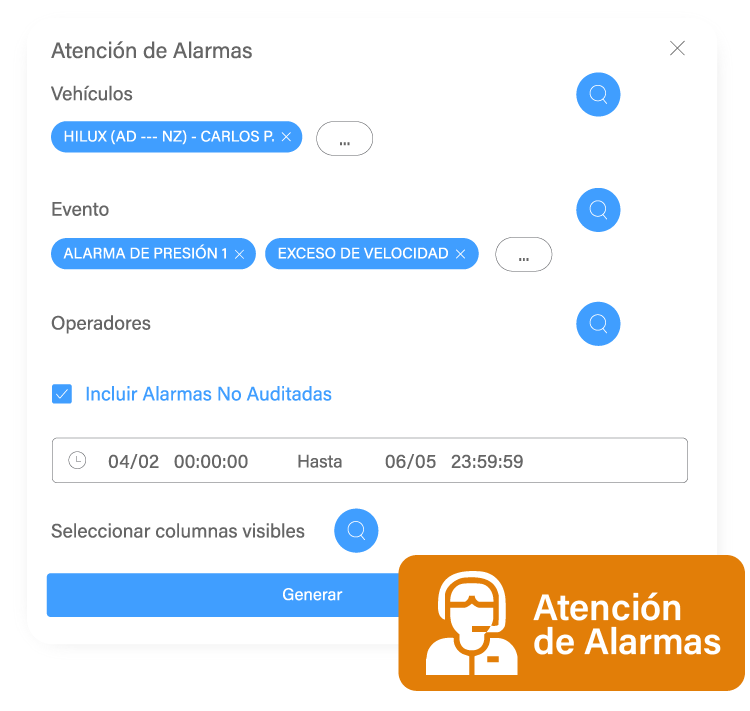 Atención de Alarmas
Vehículos
HILUX (AD --- NZ) - CARLOS P. ×
...
Evento
ALARMA DE PRESIÓN 1 × EXCESO DE VELOCIDAD × ...
Operadores
Incluir Alarmas No Auditadas
04/02 00:00:00 Hasta 06/05 23:59:59
Seleccionar columnas visibles
Generar
Atención
de Alarmas